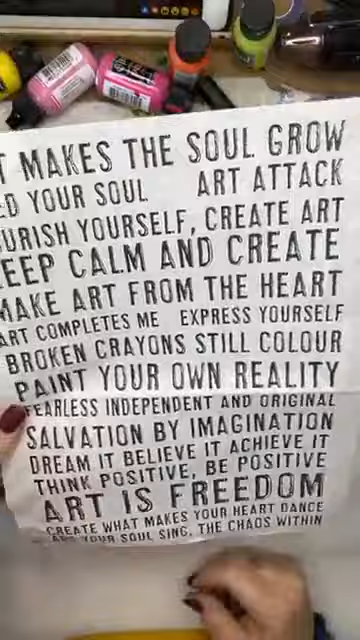 MAKES THE SOUL GROW
YOUR SOUL ART ATTACK
URISH YOURSELF, CREATE ART
EEP CALM AND CREATE
MAKE ART FROM THE HEART
ART COMPLETES ME EXPRESS YOURSELF
BROKEN CRAYONS STILL COLOUR
PAINT YOUR OWN REALITY
FEARLESS INDEPENDENT AND ORIGINAL
SALVATION BY IMAGINATION
DREAM IT BELIEVE IT ACHIEVE IT
THINK POSITIVE, BE POSITIVE
ART IS FREEDOM
CREATE WHAT MAKES YOUR HEART DANCE
YOUR SOUL SING, THE CHAOS WITHIN